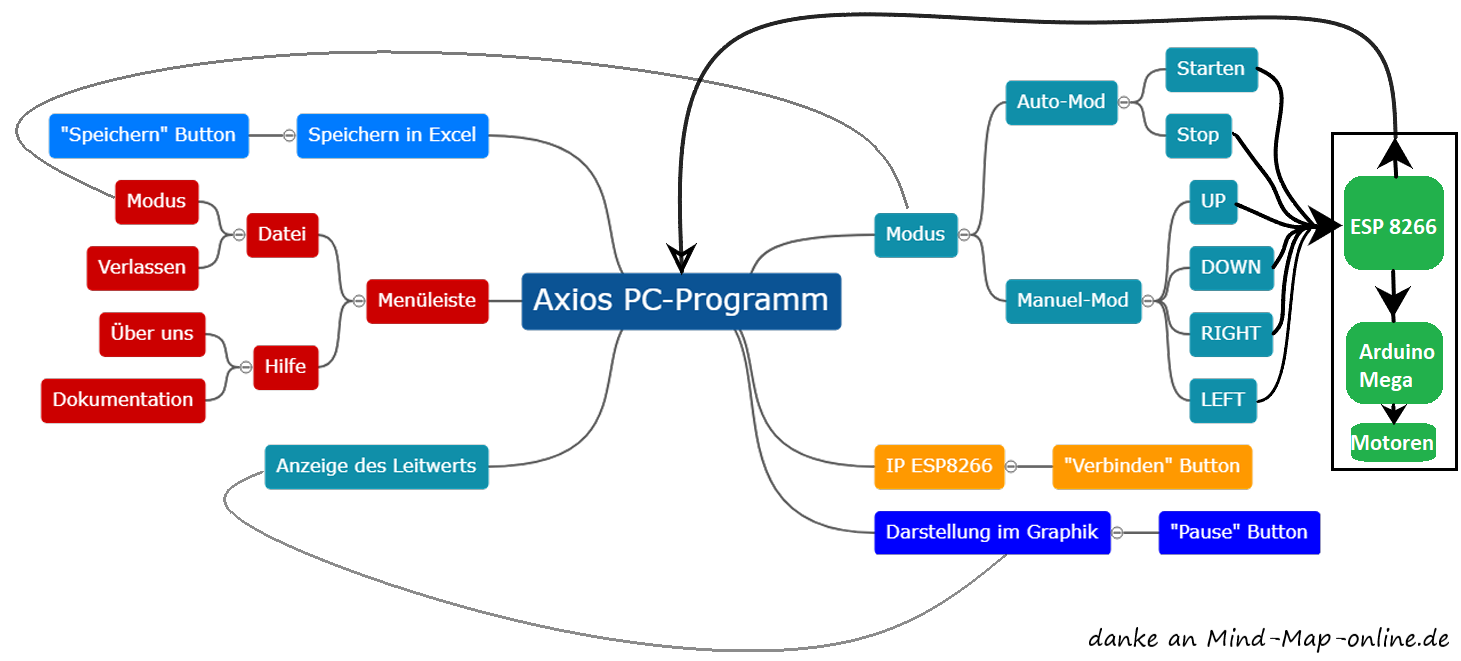 "Speichern" Button
Speichern in Excel
Modus
Datei
Verlassen
Menüleiste
Über uns
Hilfe
Dokumentation
Anzeige des Leitwerts
Axios PC-Programm
Modus
Auto-Mod
Starten
Stop
Manuel-Mod
UP
DOWN
RIGHT
LEFT
ESP 8266
Arduino
Mega
Motoren
IP ESP8266
"Verbinden" Button
Darstellung im Graphik
"Pause" Button
danke an Mind-Map-online.de